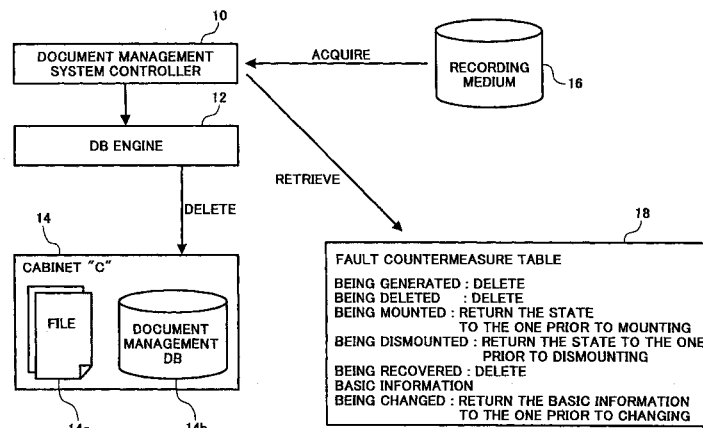 10
DOCUMENT MANAGEMENT
SYSTEM CONTROLLER
ACQUIRE
RECORDING
MEDIUM
16
12
DB ENGINE
RETRIEVE
DELETE
14
CABINET "C"
FILE
DOCUMENT
MANAGEMENT
DB
14a
14b
18
FAULT COUNTERMEASURE TABLE
BEING GENERATED : DELETE
BEING DELETED : DELETE
BEING MOUNTED : RETURN THE STATE
TO THE ONE PRIOR TO MOUNTING
BEING DISMOUNTED : RETURN THE STATE TO THE ONE
PRIOR TO DISMOUNTING
BEING RECOVERED : DELETE
BASIC INFORMATION
BEING CHANGED : RETURN THE BASIC INFORMATION
TO THE ONE PRIOR TO CHANGING